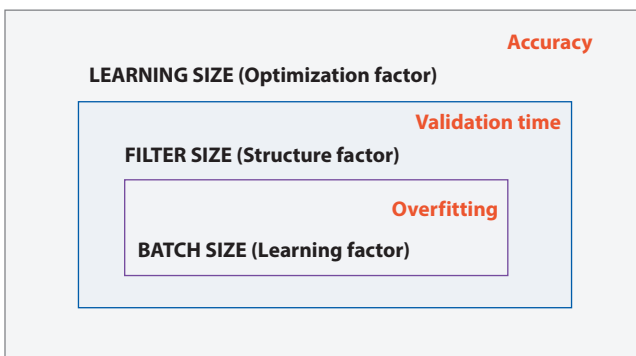 Accuracy
LEARNING SIZE (Optimization factor)
Validation time
FILTER SIZE (Structure factor)
Overfitting
BATCH SIZE (Learning factor)